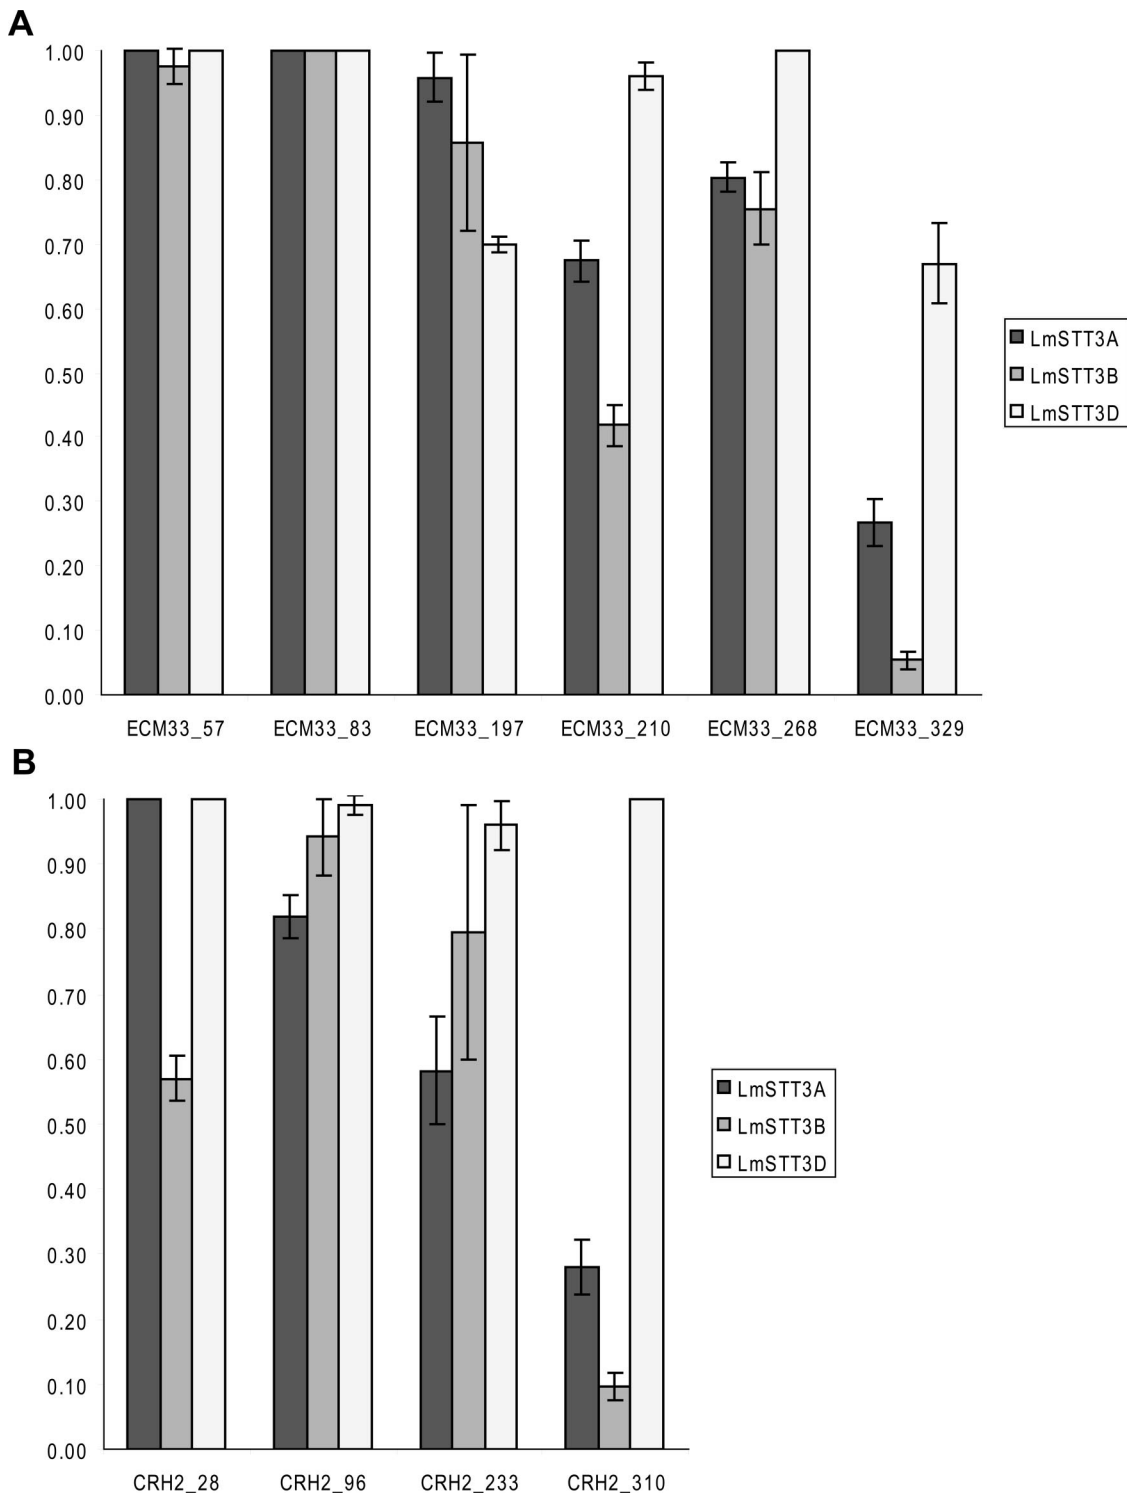 A
1.00
0.90
0.80
0.70
0.60
0.50
0.40
0.30
0.20
0.10
0.00
ECM33_57 ECM33_83 ECM33_197 ECM33_210 ECM33_268 ECM33_329
LmSTT3A
LmSTT3B
LmSTT3D
B
1.00
0.90
0.80
0.70
0.60
0.50
0.40
0.30
0.20
0.10
0.00
CRH2_28 CRH2_96 CRH2_233 CRH2_310
LmSTT3A
LmSTT3B
LmSTT3D